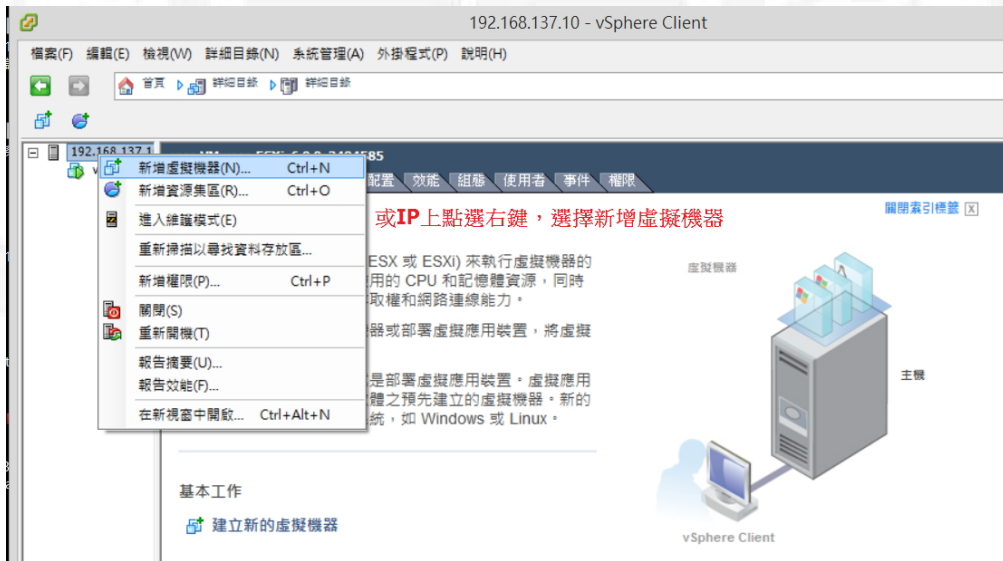 192.168.137.10 - vSphere Client
檔案(F) 編輯(E) 檢視(W) 詳細目錄(N) 系統管理(A) 外掛程式(P) 說明(H)
首頁 詳細目錄 詳細目錄
192.168.137.1
新增虛擬機器(N)... Ctrl+N
新增資源集區(R)... Ctrl+O
進入維護模式(E)
重新掃描以尋找資料存放區...
新增權限(P)... Ctrl+P
關閉(S)
重新開機(T)
報告摘要(U)...
報告效能(F)...
在新視窗中開啟... Ctrl+Alt+N
配置 效能 組態 使用者 事件 權限
或IP上點選右鍵，選擇新增虛擬機器
關閉索引標籤
ESX 或 ESXi) 來執行虛擬機器的
用的 CPU 和記憶體資源，同時
取權和網路連線能力。
器或部署虛擬應用裝置，將虛擬
是部署虛擬應用裝置。虛擬應用
體之預先建立的虛擬機器。新的
統，如 Windows 或 Linux。
虛擬機器
主機
vSphere Client
基本工作
建立新的虛擬機器